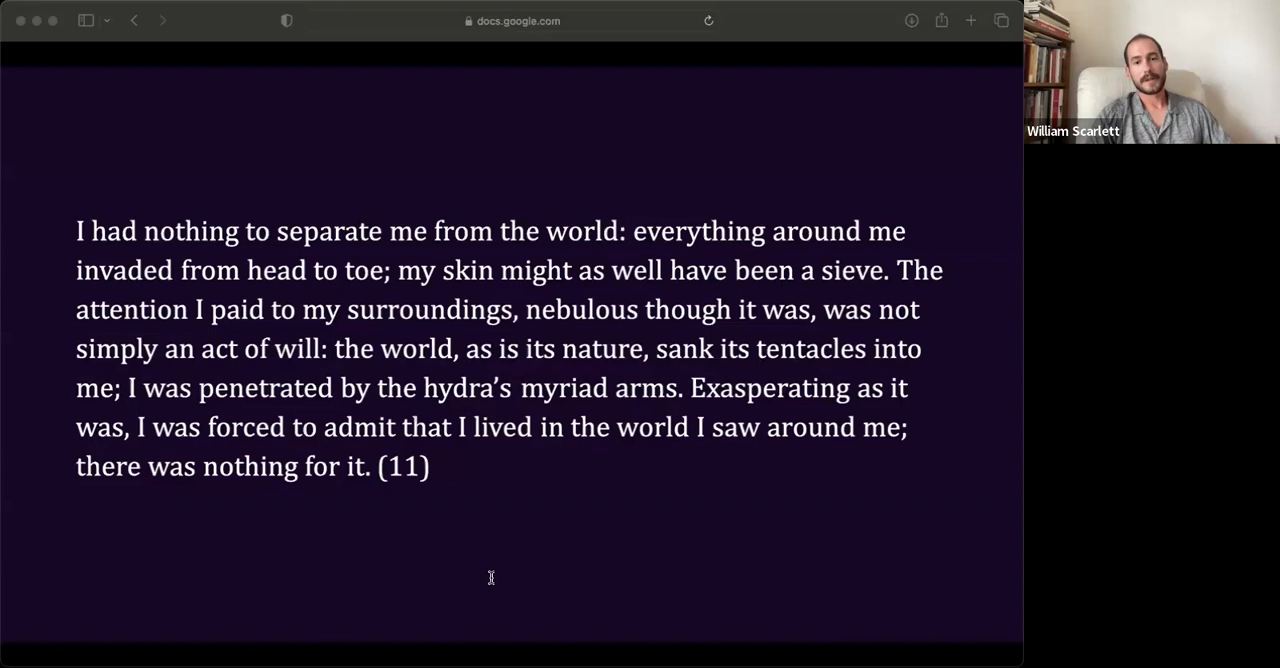 docs.google.com
William Scarlett
I had nothing to separate me from the world: everything around me
invaded from head to toe; my skin might as well have been a sieve. The
attention I paid to my surroundings, nebulous though it was, was not
simply an act of will: the world, as is its nature, sank its tentacles into
me; I was penetrated by the hydra’s myriad arms. Exasperating as it
was, I was forced to admit that I lived in the world I saw around me;
there was nothing for it. (11)